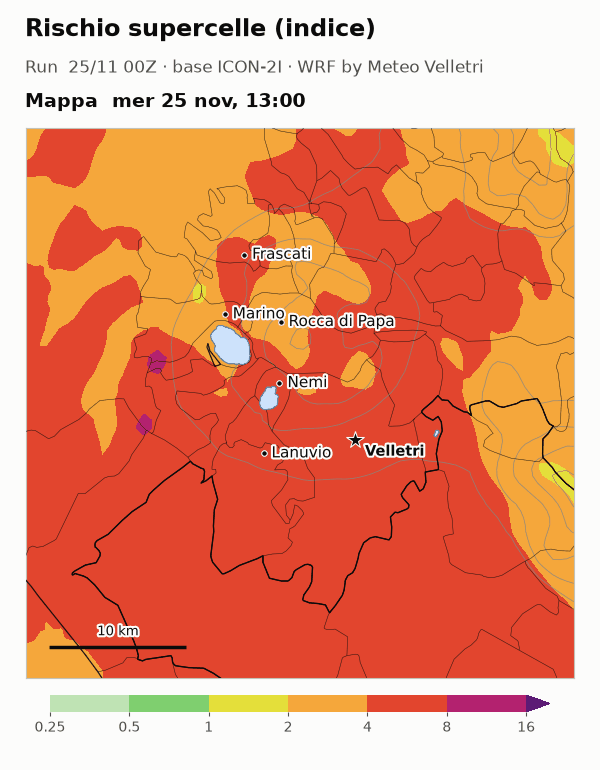 Rischio supercelle (indice)
Run  25/11 00Z · base ICON-2I · WRF by Meteo Velletri
Mappa  mer 25 nov, 13:00
Frascati
Marino
Rocca di Papa
Nemi
Velletri
Lanuvio
10 km
0.25 0.5 1 2 4 8 16